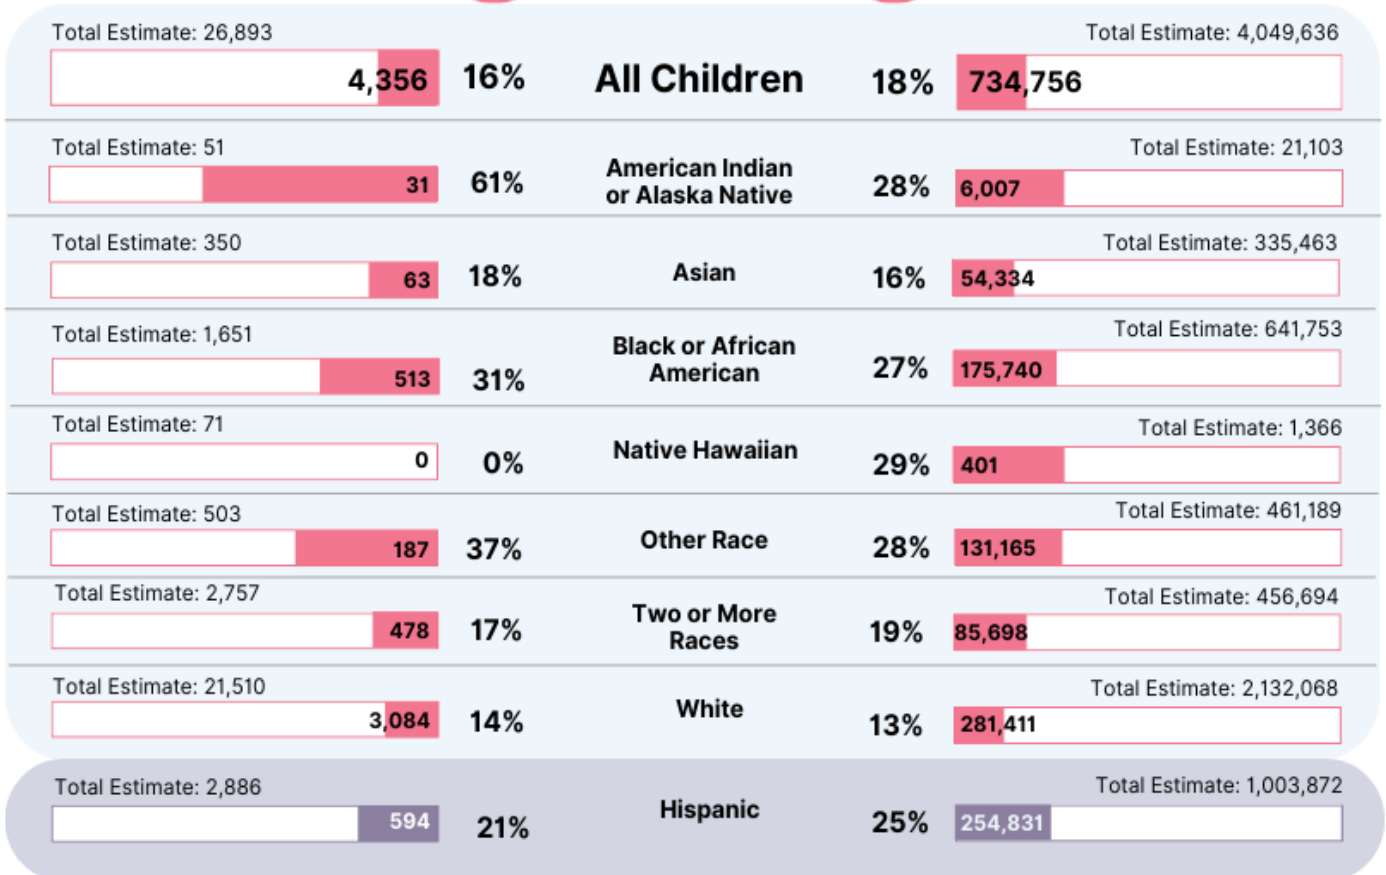 Total Estimate: 26,893
Total Estimate: 4,049,636
4,356
16%
All Children
18%
734,756
Total Estimate: 51
Total Estimate: 21,103
31
61%
American Indian
or Alaska Native
28%
6,007
Total Estimate: 350
Total Estimate: 335,463
63
18%
Asian
16%
54,334
Total Estimate: 1,651
Total Estimate: 641,753
513
31%
Black or African
American
27%
175,740
Total Estimate: 71
Total Estimate: 1,366
0
0%
Native Hawaiian
29%
401
Total Estimate: 503
Total Estimate: 461,189
187
37%
Other Race
28%
131,165
Total Estimate: 2,757
Total Estimate: 456,694
478
17%
Two or More
Races
19%
85,698
Total Estimate: 21,510
Total Estimate: 2,132,068
3,084
14%
White
13%
281,411
Total Estimate: 2,886
Total Estimate: 1,003,872
594
21%
Hispanic
25%
254,831